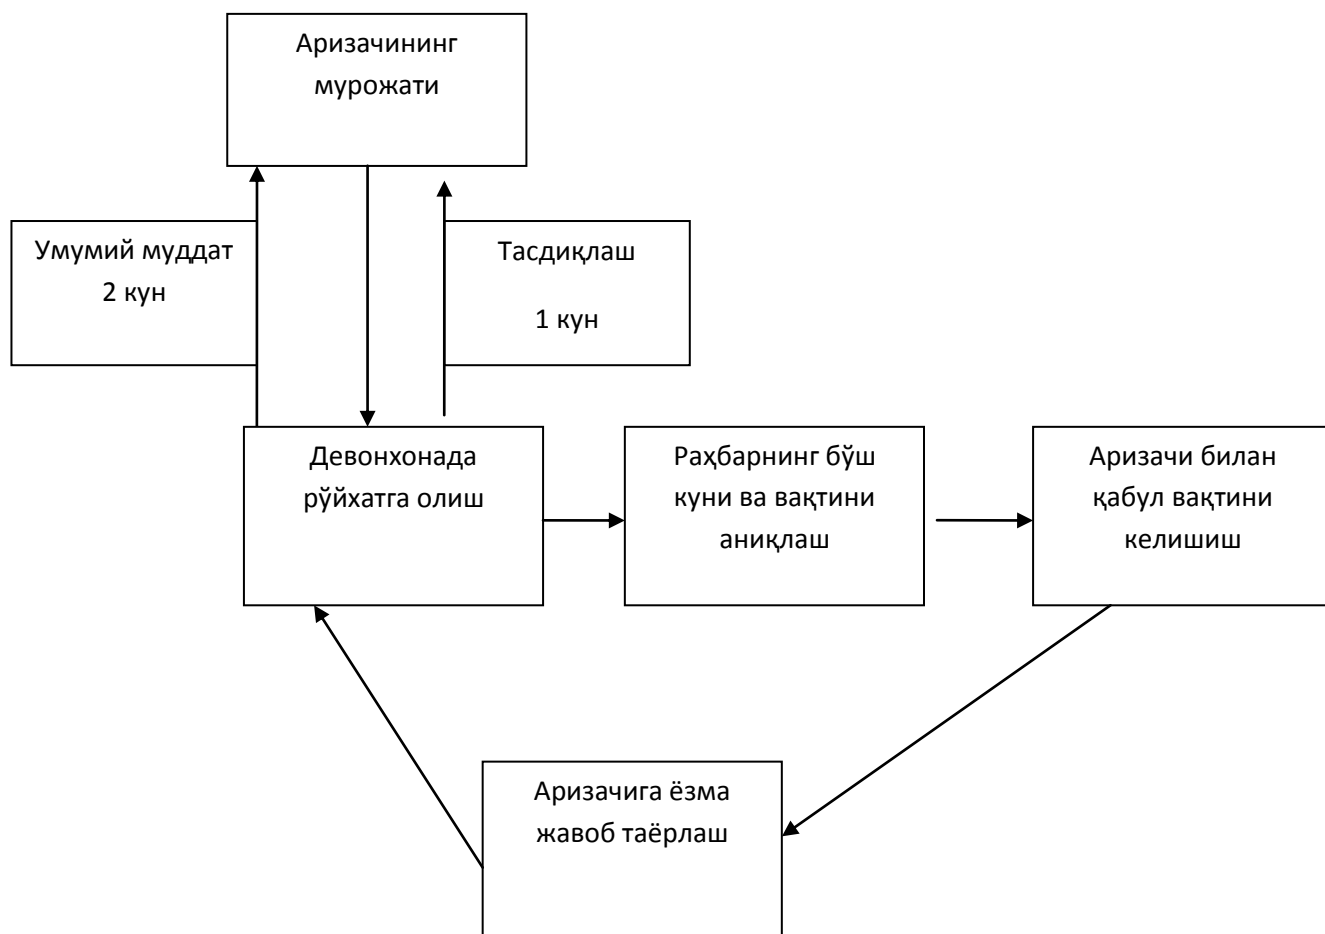 Аризачининг
мурожати
Умумий муддат
2 кун
Тасдиқлаш
1 кун
Девонхонада
рўйхатга олиш
Раҳбарнинг бўш
куни ва вақтини
аниқлаш
Аризачи билан
қабул вақтини
келишиш
Аризачига ёзма
жавоб таёрлаш